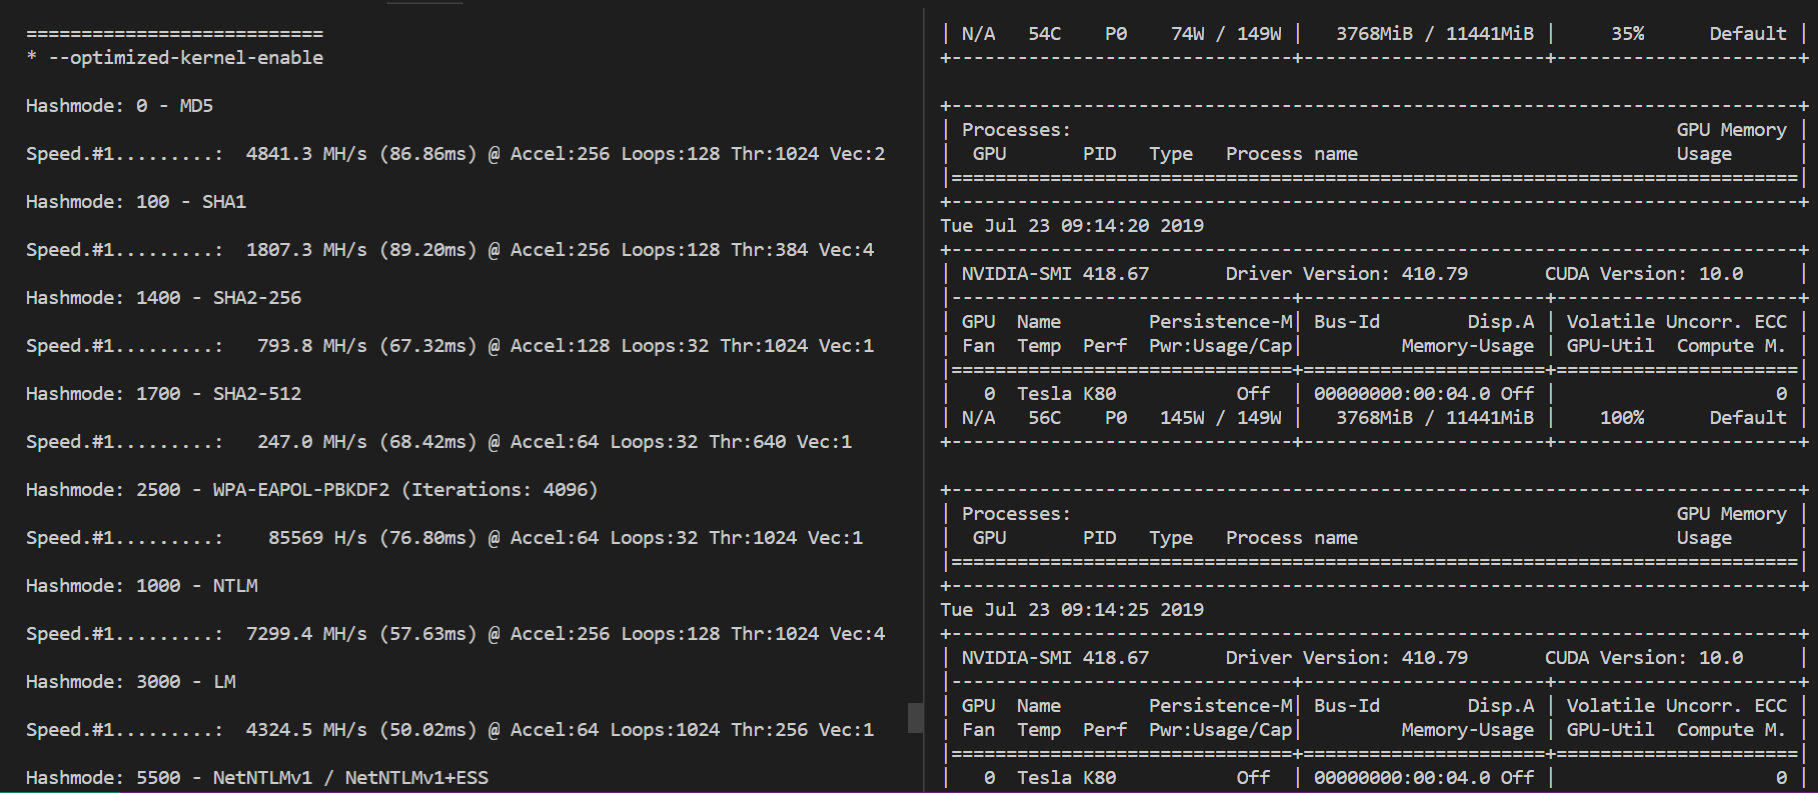 ===========================
* --optimized-kernel-enable
Hashmode: 0 - MD5
Speed.#1.........:  4841.3 MH/s (86.86ms) @ Accel:256 Loops:128 Thr:1024 Vec:2
Hashmode: 100 - SHA1
Speed.#1.........:  1807.3 MH/s (89.20ms) @ Accel:256 Loops:128 Thr:384 Vec:4
Hashmode: 1400 - SHA2-256
Speed.#1.........:   793.8 MH/s (67.32ms) @ Accel:128 Loops:32 Thr:1024 Vec:1
Hashmode: 1700 - SHA2-512
Speed.#1.........:   247.0 MH/s (68.42ms) @ Accel:64 Loops:32 Thr:640 Vec:1
Hashmode: 2500 - WPA-EAPOL-PBKDF2 (Iterations: 4096)
Speed.#1.........:    85569 H/s (76.80ms) @ Accel:64 Loops:32 Thr:1024 Vec:1
Hashmode: 1000 - NTLM
Speed.#1.........:  7299.4 MH/s (57.63ms) @ Accel:256 Loops:128 Thr:1024 Vec:4
Hashmode: 3000 - LM
Speed.#1.........:  4324.5 MH/s (50.02ms) @ Accel:64 Loops:1024 Thr:256 Vec:1
Hashmode: 5500 - NetNTLMv1 / NetNTLMv1+ESS
| N/A   54C    P0    74W / 149W |   3768MiB / 11441MiB |     35%      Default |
+-------------------------------+----------------------+----------------------+
+-----------------------------------------------------------------------------+
| Processes:                                                       GPU Memory |
|  GPU       PID   Type   Process name                             Usage      |
|=============================================================================|
+-----------------------------------------------------------------------------+
Tue Jul 23 09:14:20 2019
+-----------------------------------------------------------------------------+
| NVIDIA-SMI 418.67       Driver Version: 410.79       CUDA Version: 10.0     |
|-------------------------------+----------------------+----------------------+
| GPU  Name        Persistence-M| Bus-Id        Disp.A | Volatile Uncorr. ECC |
| Fan  Temp  Perf  Pwr:Usage/Cap|         Memory-Usage | GPU-Util  Compute M. |
|===============================+======================+======================|
|   0  Tesla K80           Off  | 00000000:00:04.0 Off |                    0 |
| N/A   56C    P0   145W / 149W |   3768MiB / 11441MiB |    100%      Default |
+-------------------------------+----------------------+----------------------+
+-----------------------------------------------------------------------------+
| Processes:                                                       GPU Memory |
|  GPU       PID   Type   Process name                             Usage      |
|=============================================================================|
+-----------------------------------------------------------------------------+
Tue Jul 23 09:14:25 2019
+-----------------------------------------------------------------------------+
| NVIDIA-SMI 418.67       Driver Version: 410.79       CUDA Version: 10.0     |
|-------------------------------+----------------------+----------------------+
| GPU  Name        Persistence-M| Bus-Id        Disp.A | Volatile Uncorr. ECC |
| Fan  Temp  Perf  Pwr:Usage/Cap|         Memory-Usage | GPU-Util  Compute M. |
|===============================+======================+======================|
|   0  Tesla K80           Off  | 00000000:00:04.0 Off |                    0 |